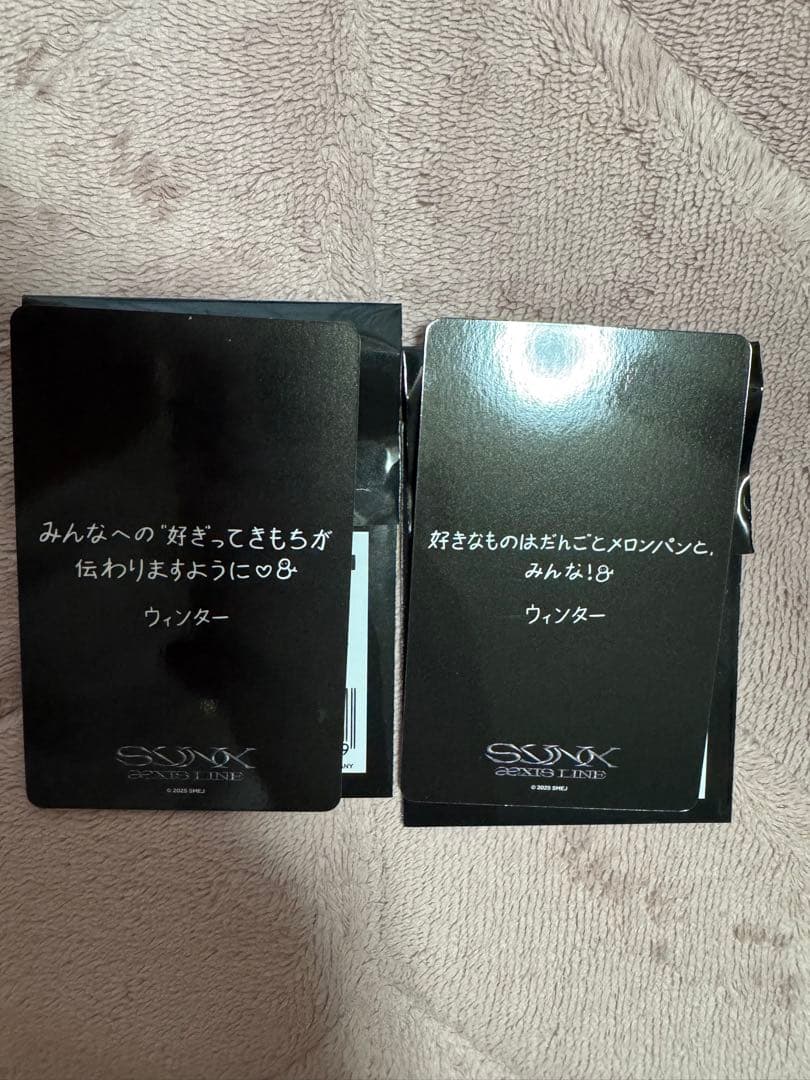 みんなへの"好ぎってきもちが
伝わりますように♡
ウィンター
SYNK
aeXIS LINE
© 2025 SMEJ
9
ANY
好きなものはだんごとメロンパンと、
みんな!
ウィンター
SYNK
aeXIS LINE
© 2025 SMEJ